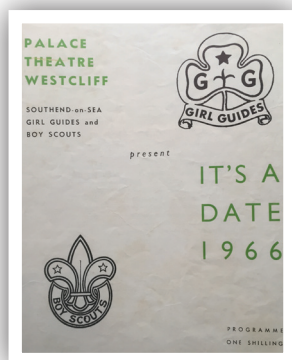 PALACE
THEATRE
WESTCLIFF
SOUTHEND-on-SEA
GIRL GUIDES and
BOY SCOUTS
G G
GIRL GUIDES
present
IT'S A
DATE
1966
BOY SCOUTS
PROGRAMME
ONE SHILLING